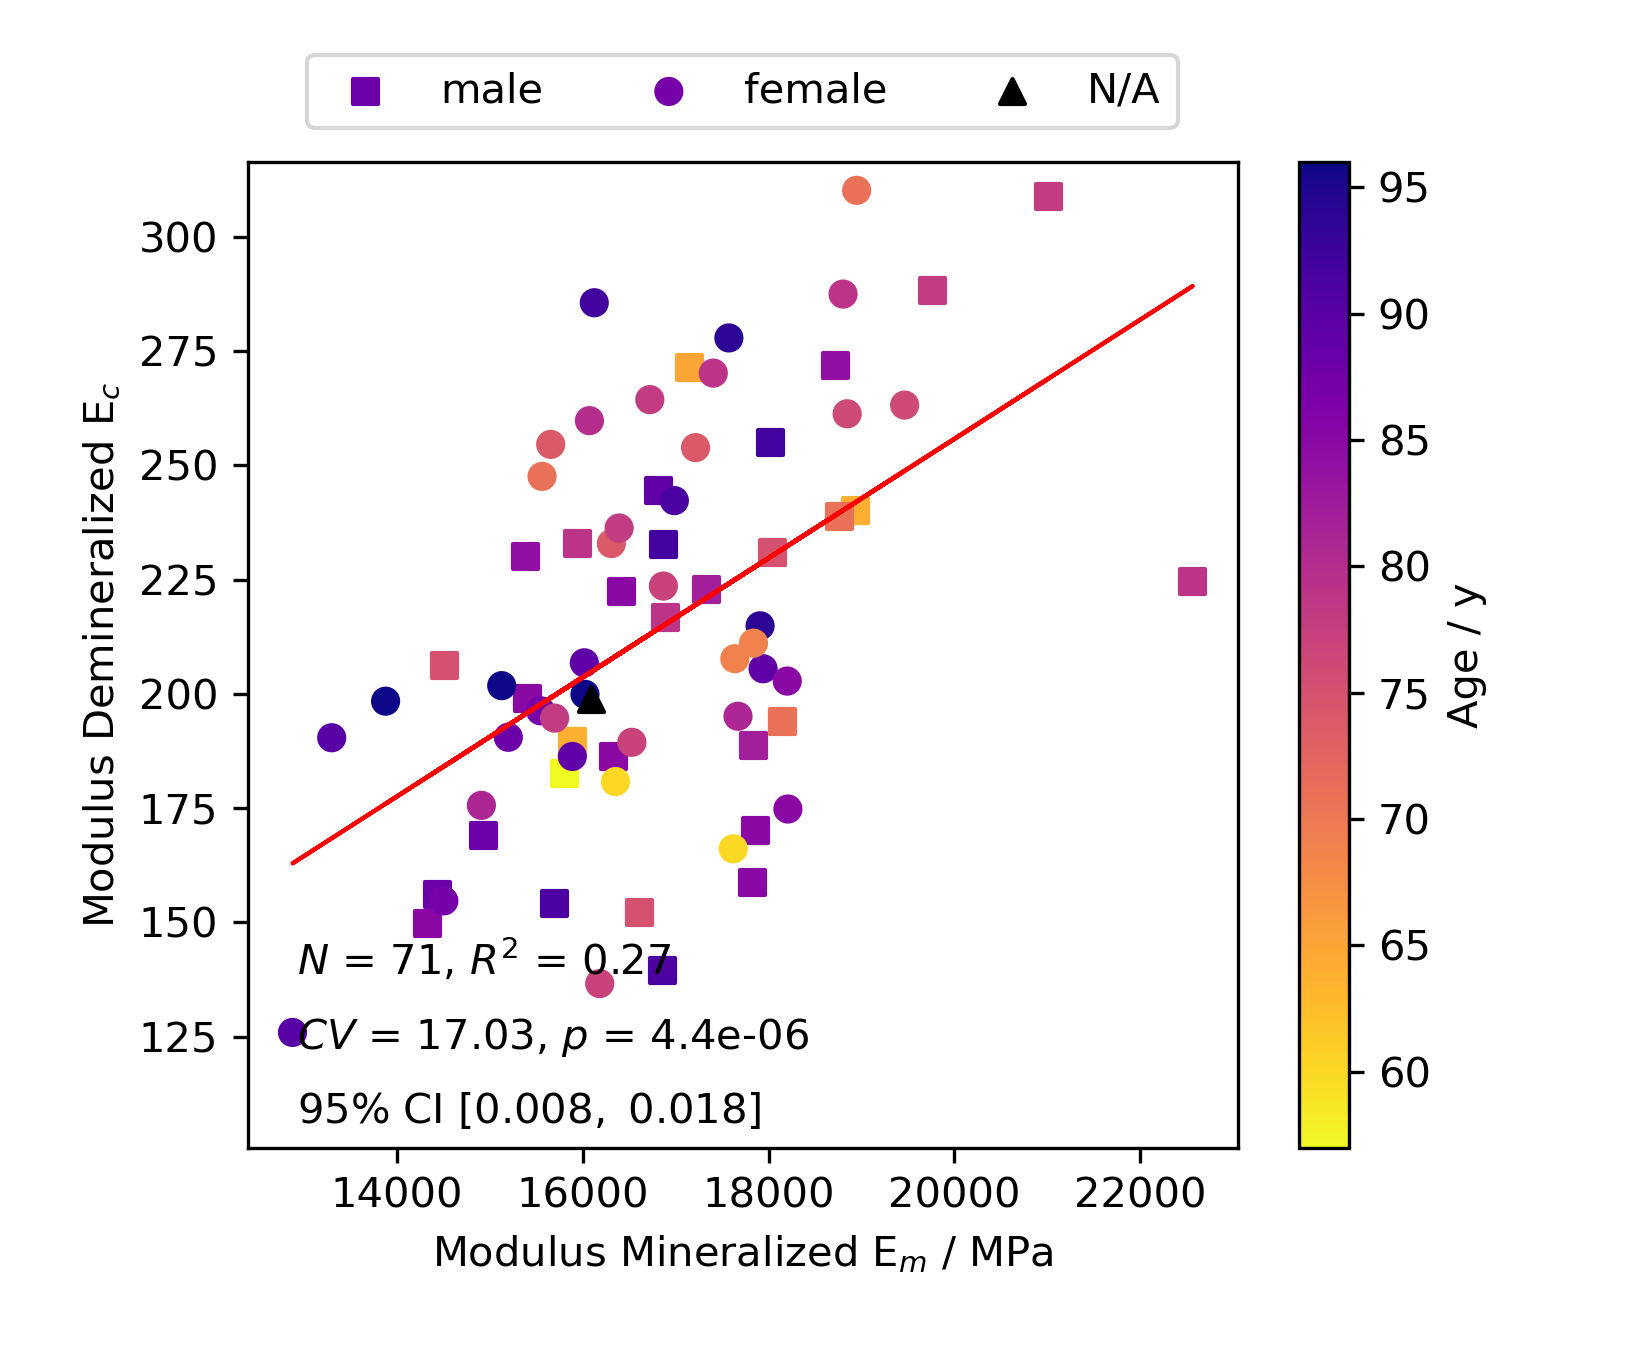 male female N/A
300
275
250
225
200
175
150
125
Modulus Demineralized E_c
N = 71, R² = 0.27
CV = 17.03, p = 4.4e-06
95% CI [0.008, 0.018]
14000 16000 18000 20000 22000
Modulus Mineralized E_m / MPa
95
90
85
80
75
70
65
60
Age / y